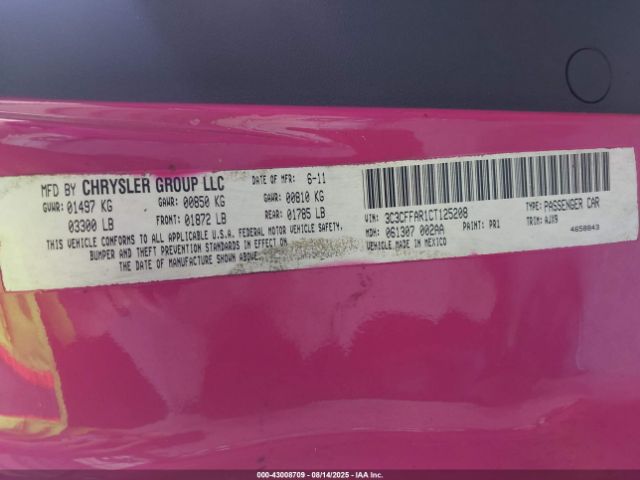 MFD BY CHRYSLER GROUP LLC DATE OF MFR: 6-11
GVWR: 01497 KG GAWR: 00850 KG GAWR: 00810 KG
03300 LB FRONT: 01872 LB REAR: 01785 LB
THIS VEHICLE CONFORMS TO ALL APPLICABLE U.S.A. FEDERAL MOTOR VEHICLE SAFETY,
BUMPER AND THEFT PREVENTION STANDARDS IN EFFECT ON
THE DATE OF MANUFACTURE SHOWN ABOVE.
VIN: 3C3CFFAR1CT125208 TYPE: PASSENGER CAR
MDH: 061307 002AA PAINT: PR1 TRIM: AJX9
VEHICLE MADE IN MEXICO 4658843
000-43008709 - 08/14/2025 - IAA Inc.